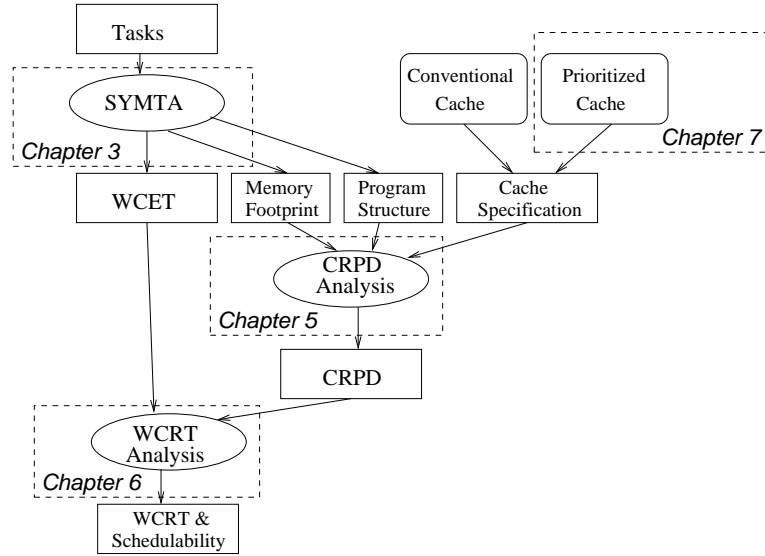 Tasks
SYMTA
Chapter 3
Conventional
Cache
Prioritized
Cache
Chapter 7
WCET
Memory
Footprint
Program
Structure
Cache
Specification
CRPD
Analysis
Chapter 5
CRPD
WCRT
Analysis
Chapter 6
WCRT &
Schedulability